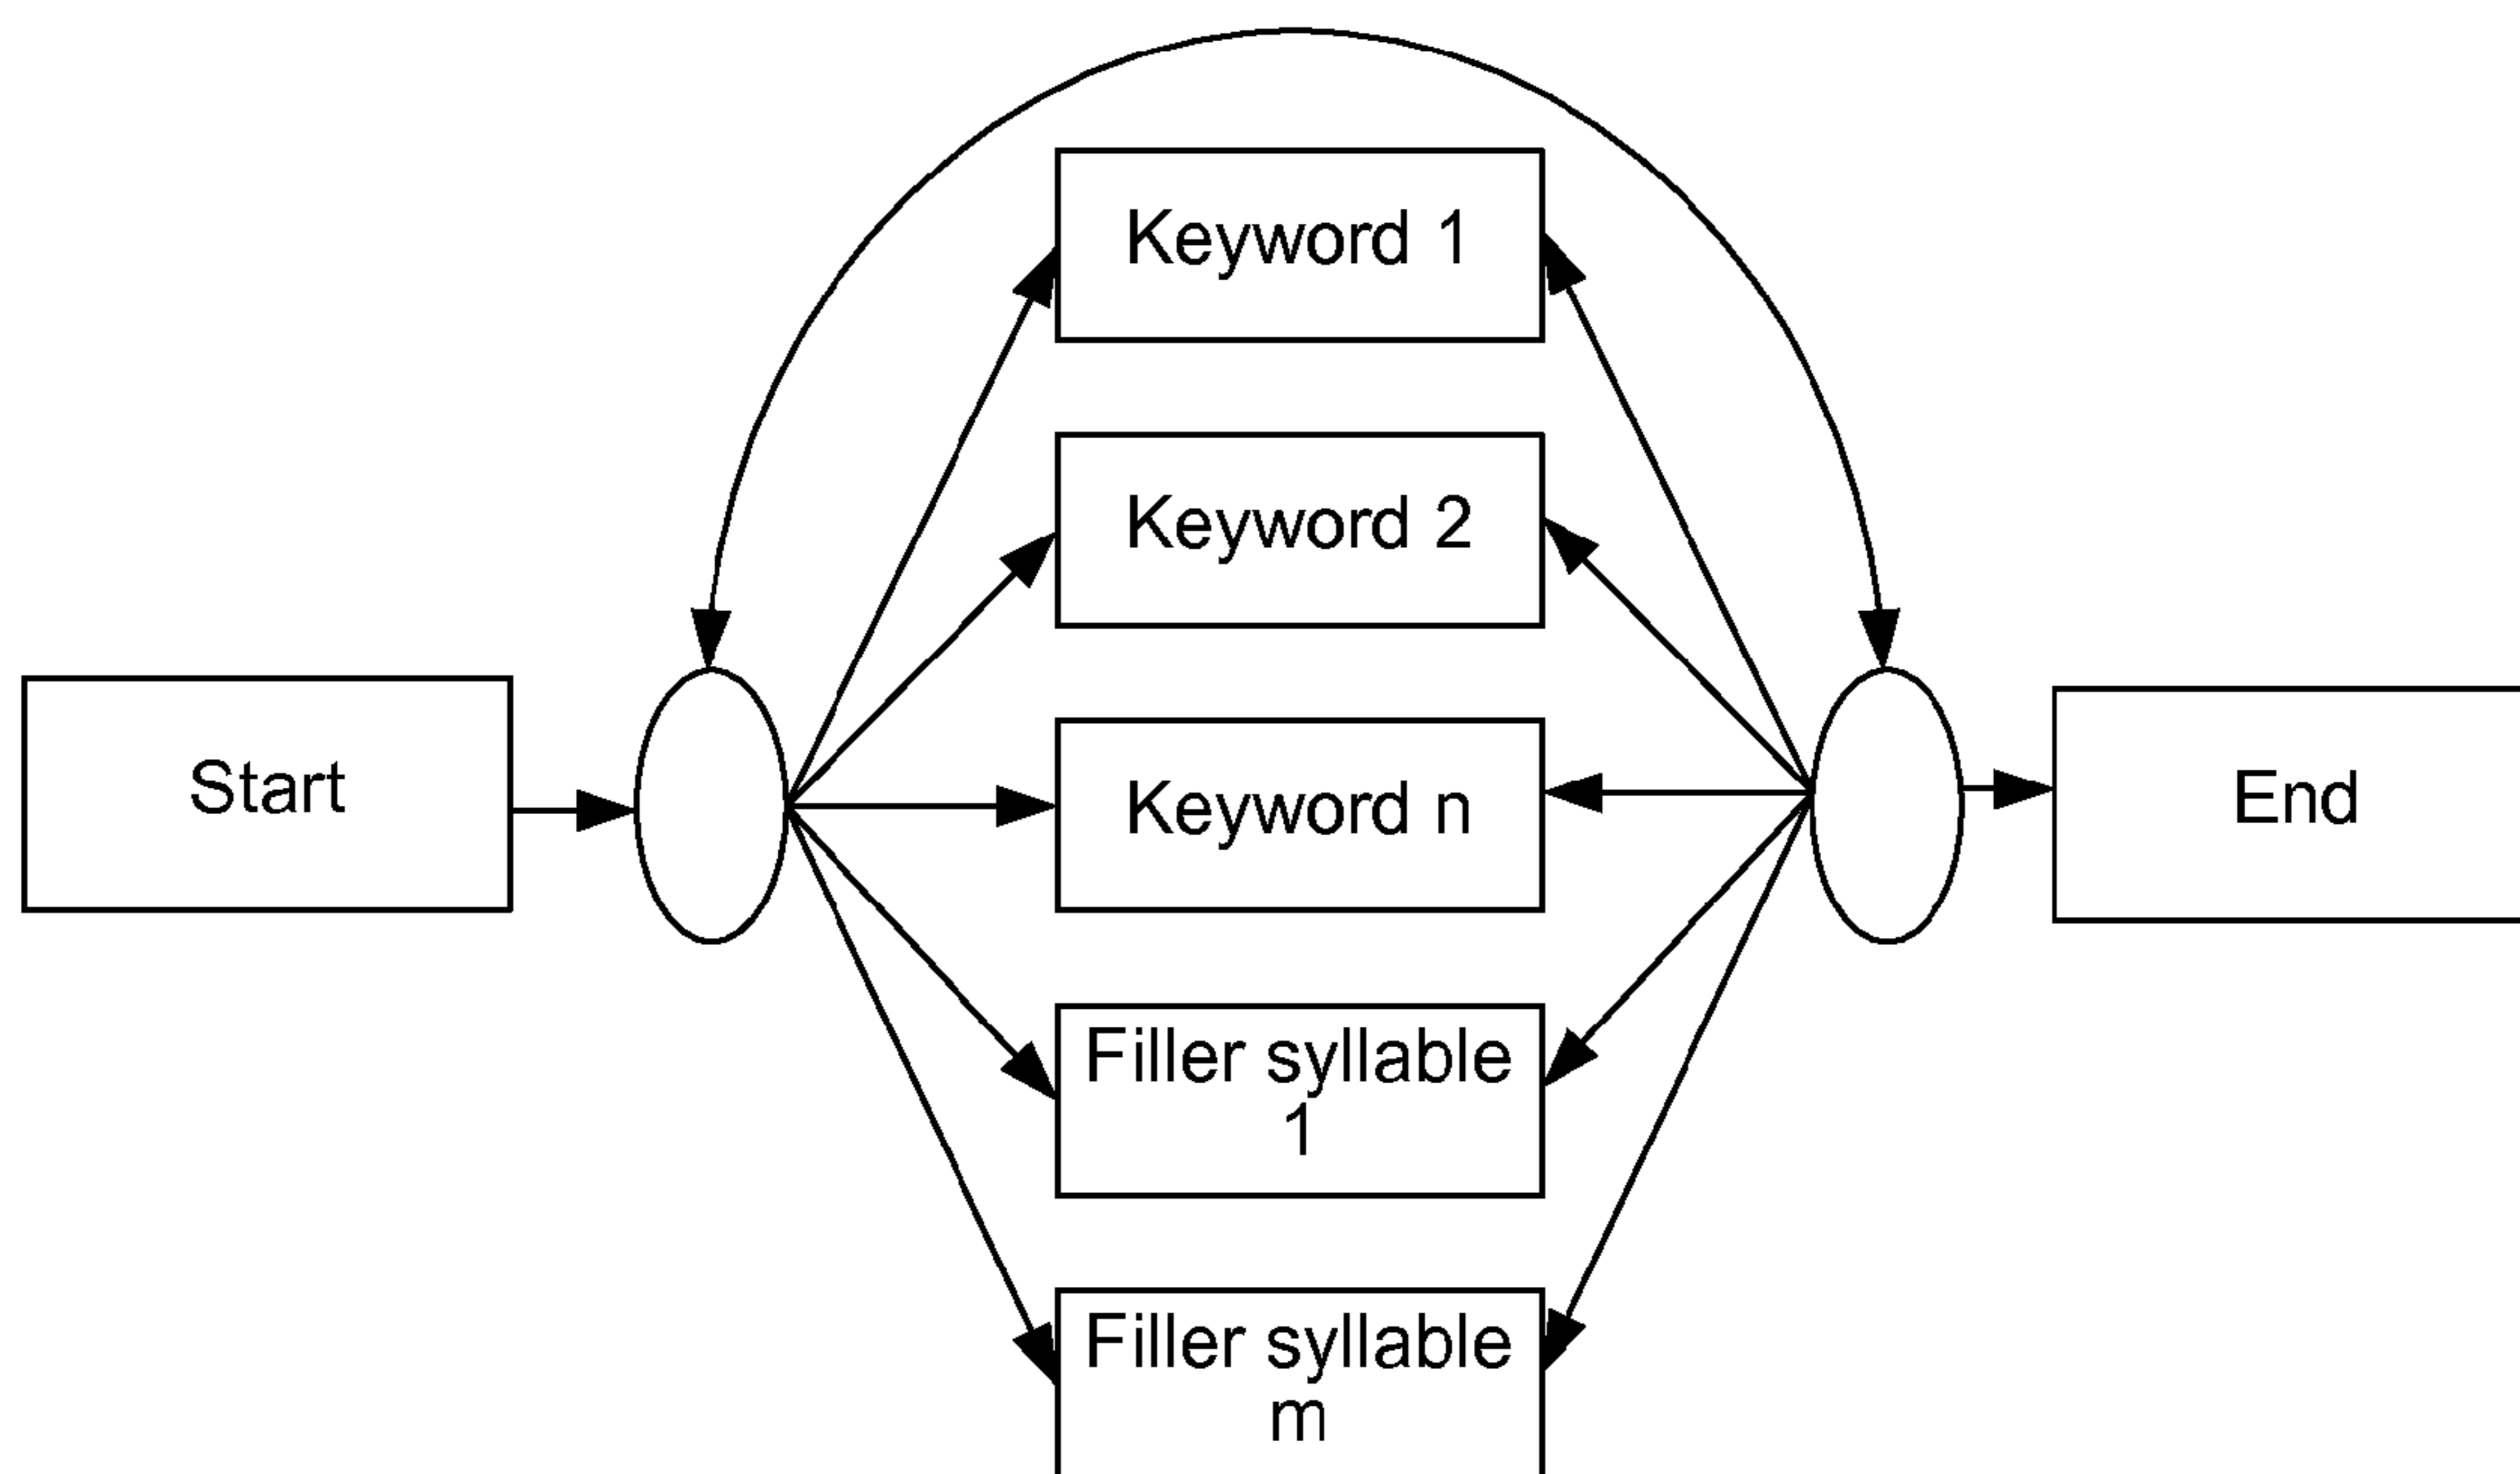 Keyword 1
Keyword 2
Start
Keyword n
End
Filler syllable
1
Filler syllable
m